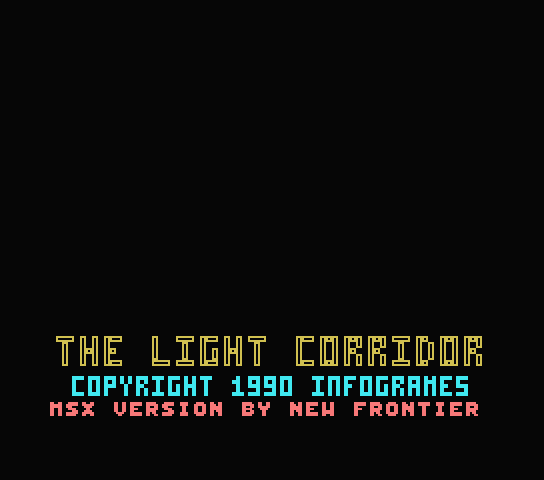 THE LIGHT CORRIDOR
COPYRIGHT 1990 INFOGRAMES
MSX VERSION BY NEW FRONTIER